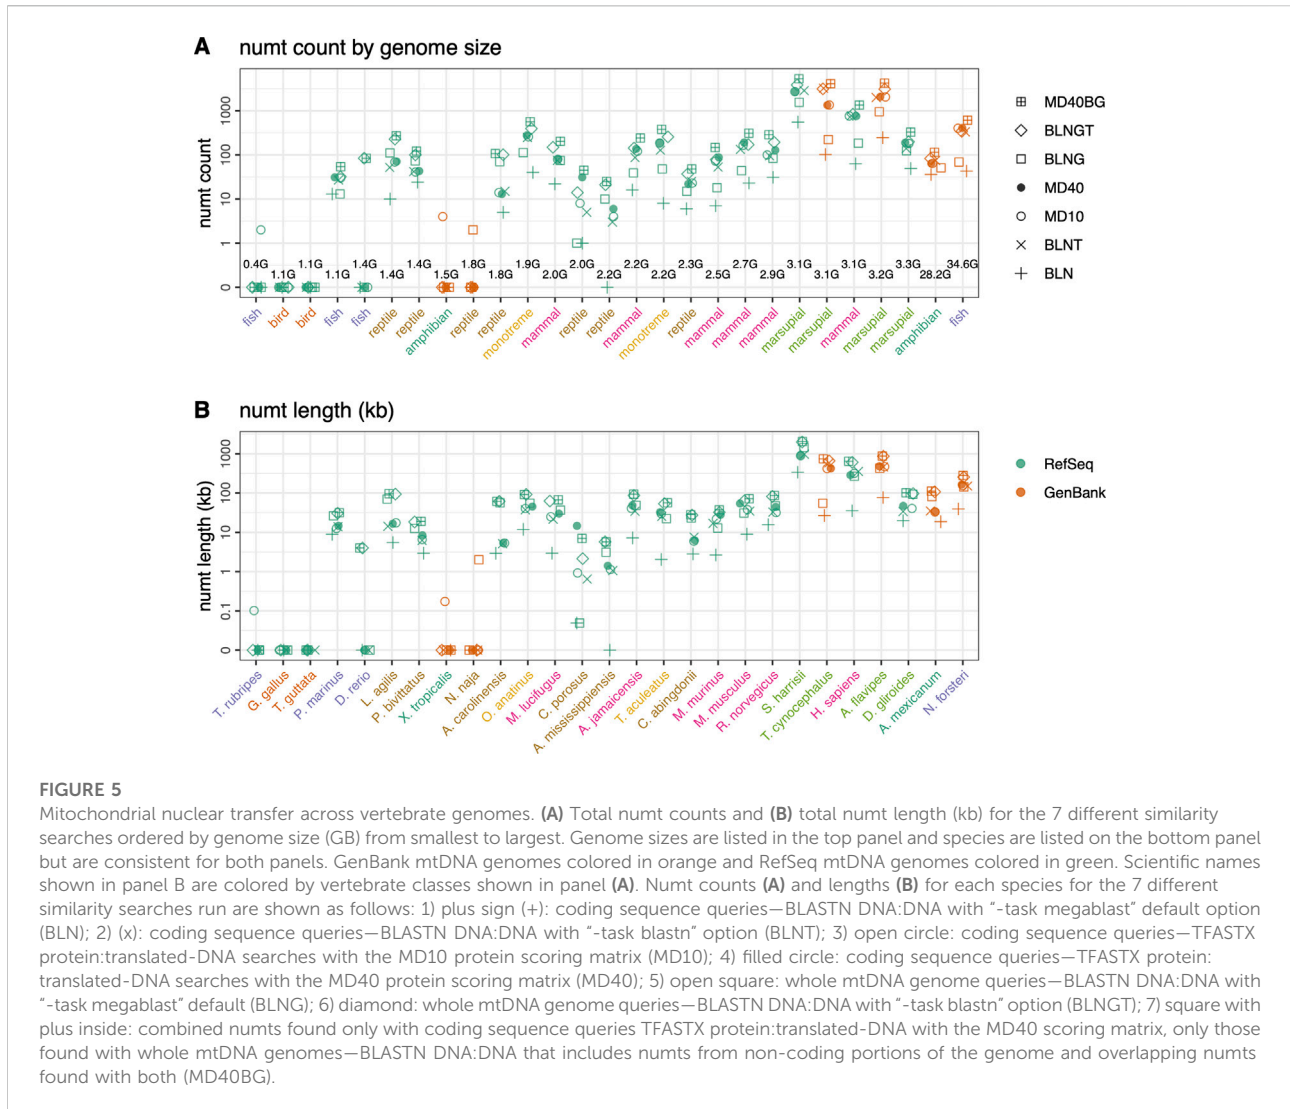 A numt count by genome size
numt count
1000
100
10
1
0
0.4G 1.1G 1.1G 1.1G 1.4G 1.4G 1.4G 1.5G 1.8G 1.8G 1.9G 2.0G 2.0G 2.2G 2.2G 2.2G 2.3G 2.5G 2.7G 2.9G 3.1G 3.1G 3.1G 3.2G 3.3G 28.2G 34.6G
fish bird bird fish fish reptile reptile amphibian reptile reptile monotreme mammal reptile reptile mammal monotreme reptile mammal mammal mammal marsupial marsupial mammal marsupial marsupial amphibian fish
MD40BG
BLNGT
BLNG
MD40
MD10
BLNT
BLN
B numt length (kb)
numt length (kb)
1000
100
10
1
0.1
0
T. rubripes G. gallus T. guttata P. marinus D. rerio L. agilis P. bivittatus X. tropicalis N. naja A. carolinensis O. anatinus M. lucifugus C. porosus A. mississippiensis A. jamaicensis T. aculeatus C. abingdonii M. murinus M. musculus R. norvegicus S. harrisii T. cynocephalus H. sapiens A. flavipes D. gliroides A. mexicanum N. forsteri
RefSeq
GenBank
FIGURE 5
Mitochondrial nuclear transfer across vertebrate genomes. (A) Total numt counts and (B) total numt length (kb) for the 7 different similarity
searches ordered by genome size (GB) from smallest to largest. Genome sizes are listed in the top panel and species are listed on the bottom panel
but are consistent for both panels. GenBank mtDNA genomes colored in orange and RefSeq mtDNA genomes colored in green. Scientific names
shown in panel B are colored by vertebrate classes shown in panel (A). Numt counts (A) and lengths (B) for each species for the 7 different
similarity searches run are shown as follows: 1) plus sign (+): coding sequence queries—BLASTN DNA:DNA with “-task megablast” default option
(BLN); 2) (x): coding sequence queries—BLASTN DNA:DNA with “-task blastn” option (BLNT); 3) open circle: coding sequence queries—TFASTX
protein:translated-DNA searches with the MD10 protein scoring matrix (MD10); 4) filled circle: coding sequence queries—TFASTX protein:
translated-DNA searches with the MD40 protein scoring matrix (MD40); 5) open square: whole mtDNA genome queries—BLASTN DNA:DNA with
“-task megablast” default (BLNG); 6) diamond: whole mtDNA genome queries—BLASTN DNA:DNA with “-task blastn” option (BLNGT); 7) square with
plus inside: combined numts found only with coding sequence queries TFASTX protein:translated-DNA with the MD40 scoring matrix, only those
found with whole mtDNA genomes—BLASTN DNA:DNA that includes numts from non-coding portions of the genome and overlapping numts
found with both (MD40BG).